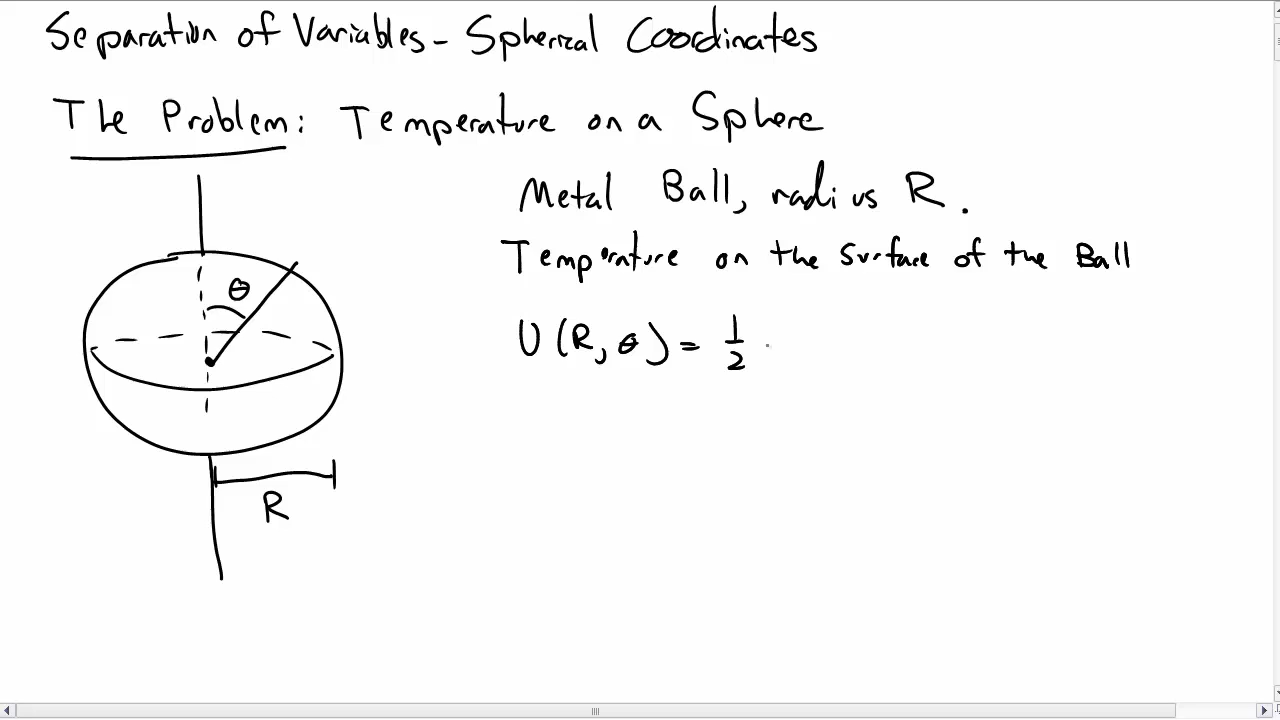 Separation of Variables - Spherical Coordinates
The Problem: Temperature on a Sphere
Metal Ball, radius R.
Temperature on the surface of the Ball
θ
U(R, θ) = 1/2
R